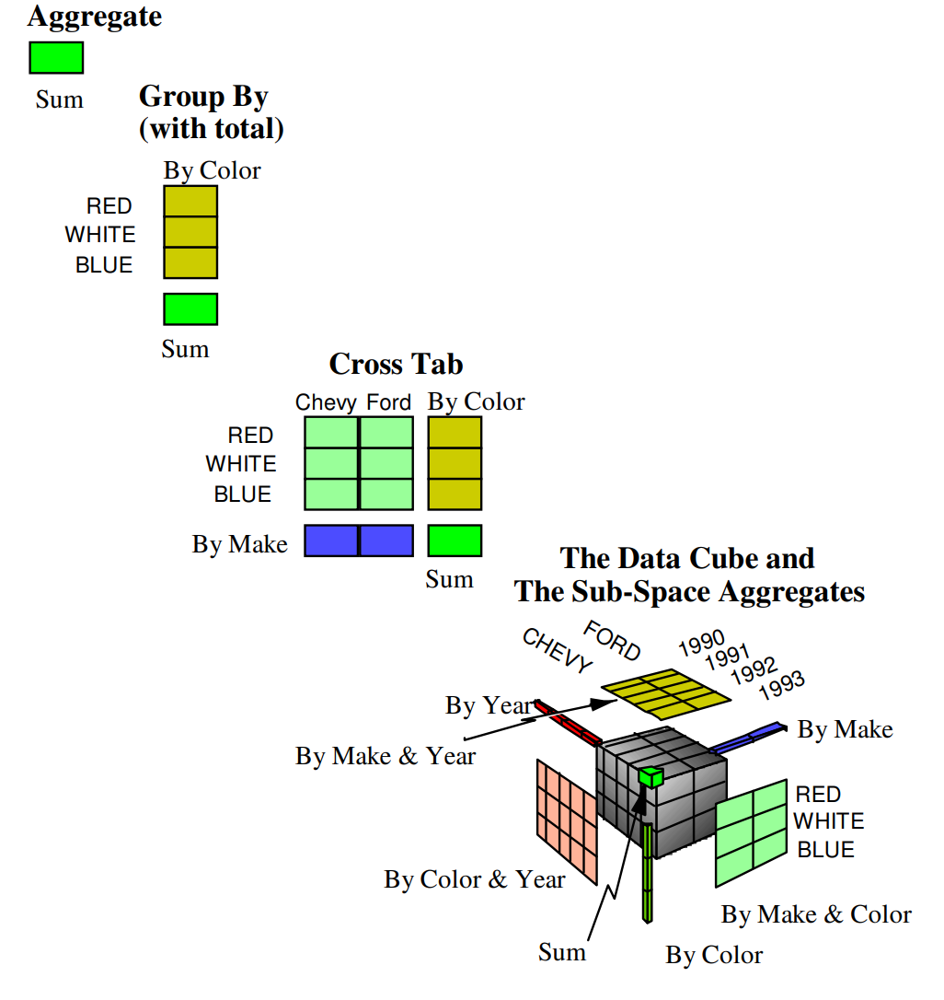 Aggregate
Sum
Group By
(with total)
By Color
RED
WHITE
BLUE
Sum
Cross Tab
Chevy Ford By Color
RED
WHITE
BLUE
By Make
Sum
The Data Cube and
The Sub-Space Aggregates
CHEVY
FORD
1990
1991
1992
1993
By Year
By Make
By Make & Year
RED
WHITE
BLUE
By Color & Year
By Make & Color
Sum
By Color